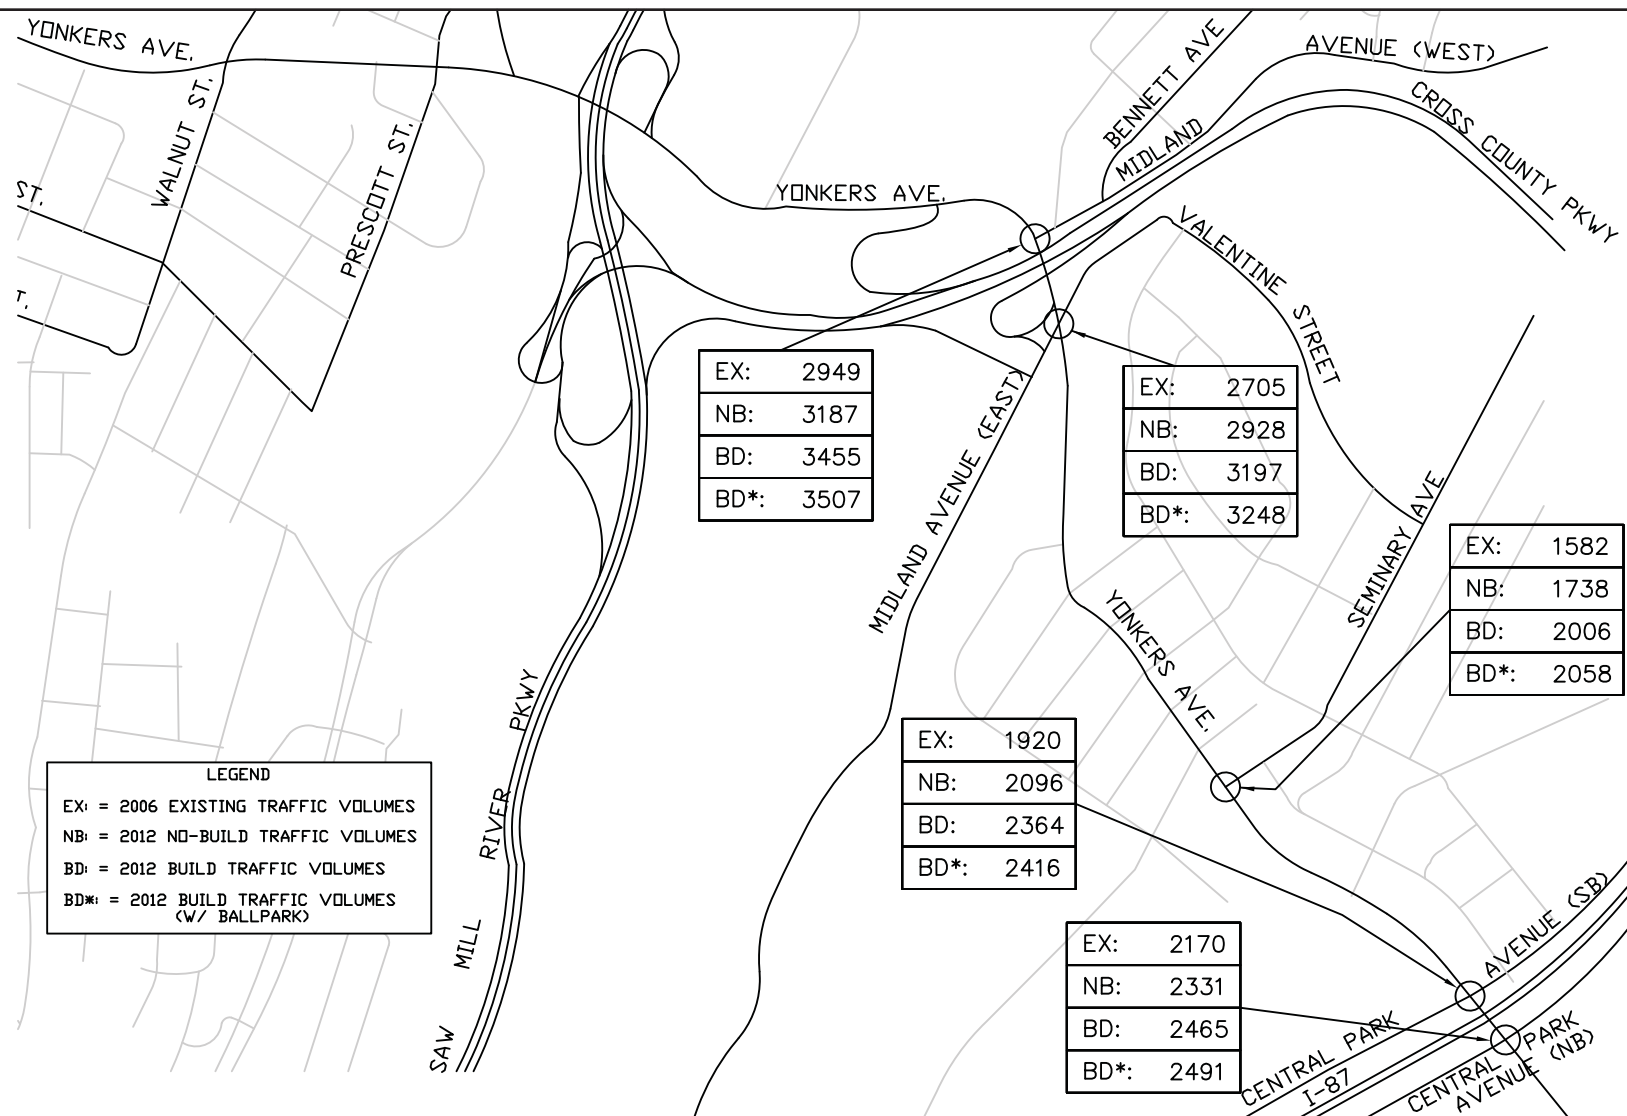 YONKERS AVE.
WALNUT ST.
PRESCOTT ST.
ST.
T.
YONKERS AVE.
BENNETT AVE
MIDLAND
AVENUE (WEST)
CROSS COUNTY PKWY
VALENTINE STREET
EX: 2949
NB: 3187
BD: 3455
BD*: 3507
MIDLAND AVENUE (EAST)
EX: 2705
NB: 2928
BD: 3197
BD*: 3248
SEMINARY AVE
EX: 1582
NB: 1738
BD: 2006
BD*: 2058
YONKERS AVE.
EX: 1920
NB: 2096
BD: 2364
BD*: 2416
LEGEND
EX: = 2006 EXISTING TRAFFIC VOLUMES
NB: = 2012 NO-BUILD TRAFFIC VOLUMES
BD: = 2012 BUILD TRAFFIC VOLUMES
BD*: = 2012 BUILD TRAFFIC VOLUMES
(W/ BALLPARK)
SAW MILL RIVER PKWY
EX: 2170
NB: 2331
BD: 2465
BD*: 2491
CENTRAL PARK
AVENUE (SB)
I-87
CENTRAL PARK
AVENUE (NB)